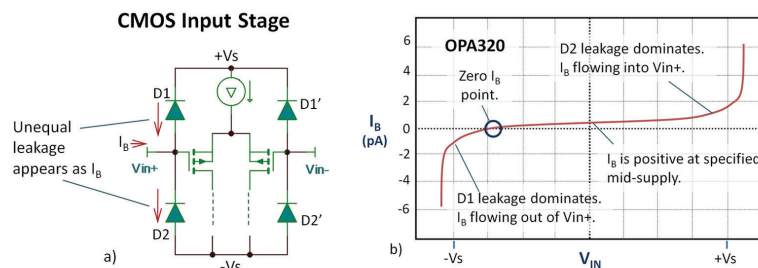 CMOS Input Stage
+Vs
D1
D1’
Unequal
leakage
appears as IB
IB
Vin+
Vin-
D2
D2’
a)
-Vs
OPA320
Zero IB
point.
D2 leakage dominates.
IB flowing into Vin+.
6
4
2
0
-2
-4
-6
IB
(pA)
IB is positive at specified
mid-supply.
D1 leakage dominates.
IB flowing out of Vin+.
b)
-Vs
VIN
+Vs